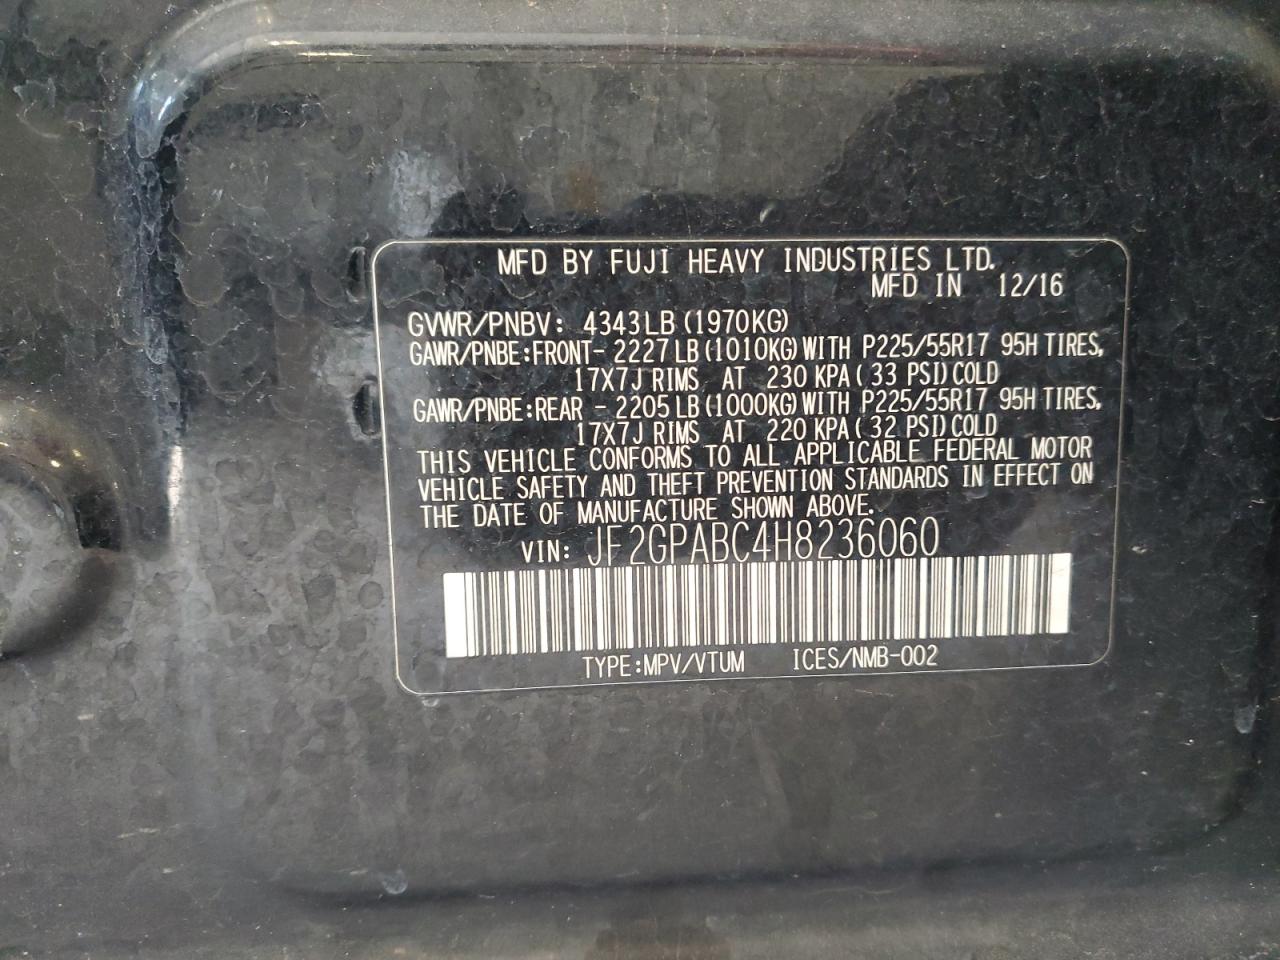 MFD BY FUJI HEAVY INDUSTRIES LTD.
MFD IN 12/16
GVWR/PNBV: 4343LB(1970KG)
GAWR/PNBE:FRONT- 2227LB(1010KG)WITH P225/55R17 95H TIRES,
17X7J RIMS AT 230 KPA(33 PSI)COLD
GAWR/PNBE:REAR - 2205LB(1000KG)WITH P225/55R17 95H TIRES,
17X7J RIMS AT 220 KPA(32 PSI)COLD
THIS VEHICLE CONFORMS TO ALL APPLICABLE FEDERAL MOTOR
VEHICLE SAFETY AND THEFT PREVENTION STANDARDS IN EFFECT ON
THE DATE OF MANUFACTURE SHOWN ABOVE.
VIN: JF2GPABC4H8236060
TYPE:MPV/VTUM ICES/NMB-002